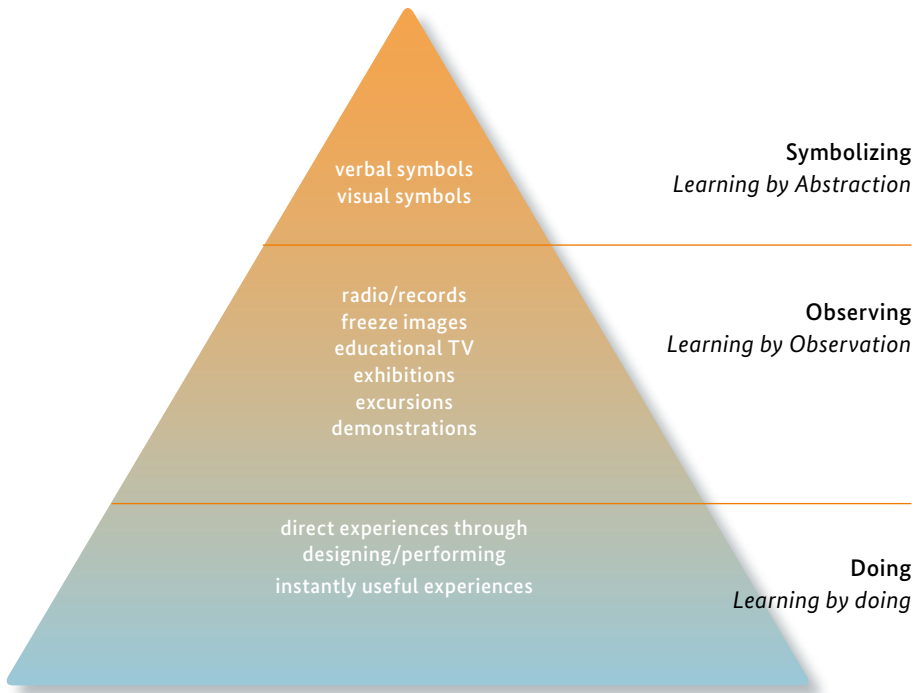 verbal symbols
visual symbols
Symbolizing
Learning by Abstraction
radio/records
freeze images
educational TV
exhibitions
excursions
demonstrations
Observing
Learning by Observation
direct experiences through
designing/performing
instantly useful experiences
Doing
Learning by doing